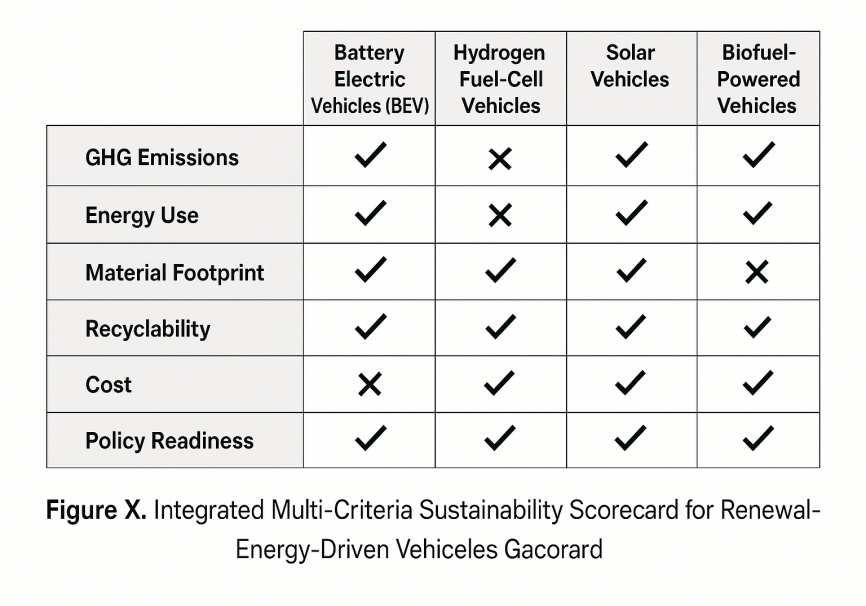 Battery
Electric
Vehicles (BEV)
Hydrogen
Fuel-Cell
Vehicles
Solar
Vehicles
Biofuel-
Powered
Vehicles
GHG Emissions
Energy Use
Material Footprint
Recyclability
Cost
Policy Readiness
Figure X. Integrated Multi-Criteria Sustainability Scorecard for Renewal-
Energy-Driven Vehiceles Gacorard